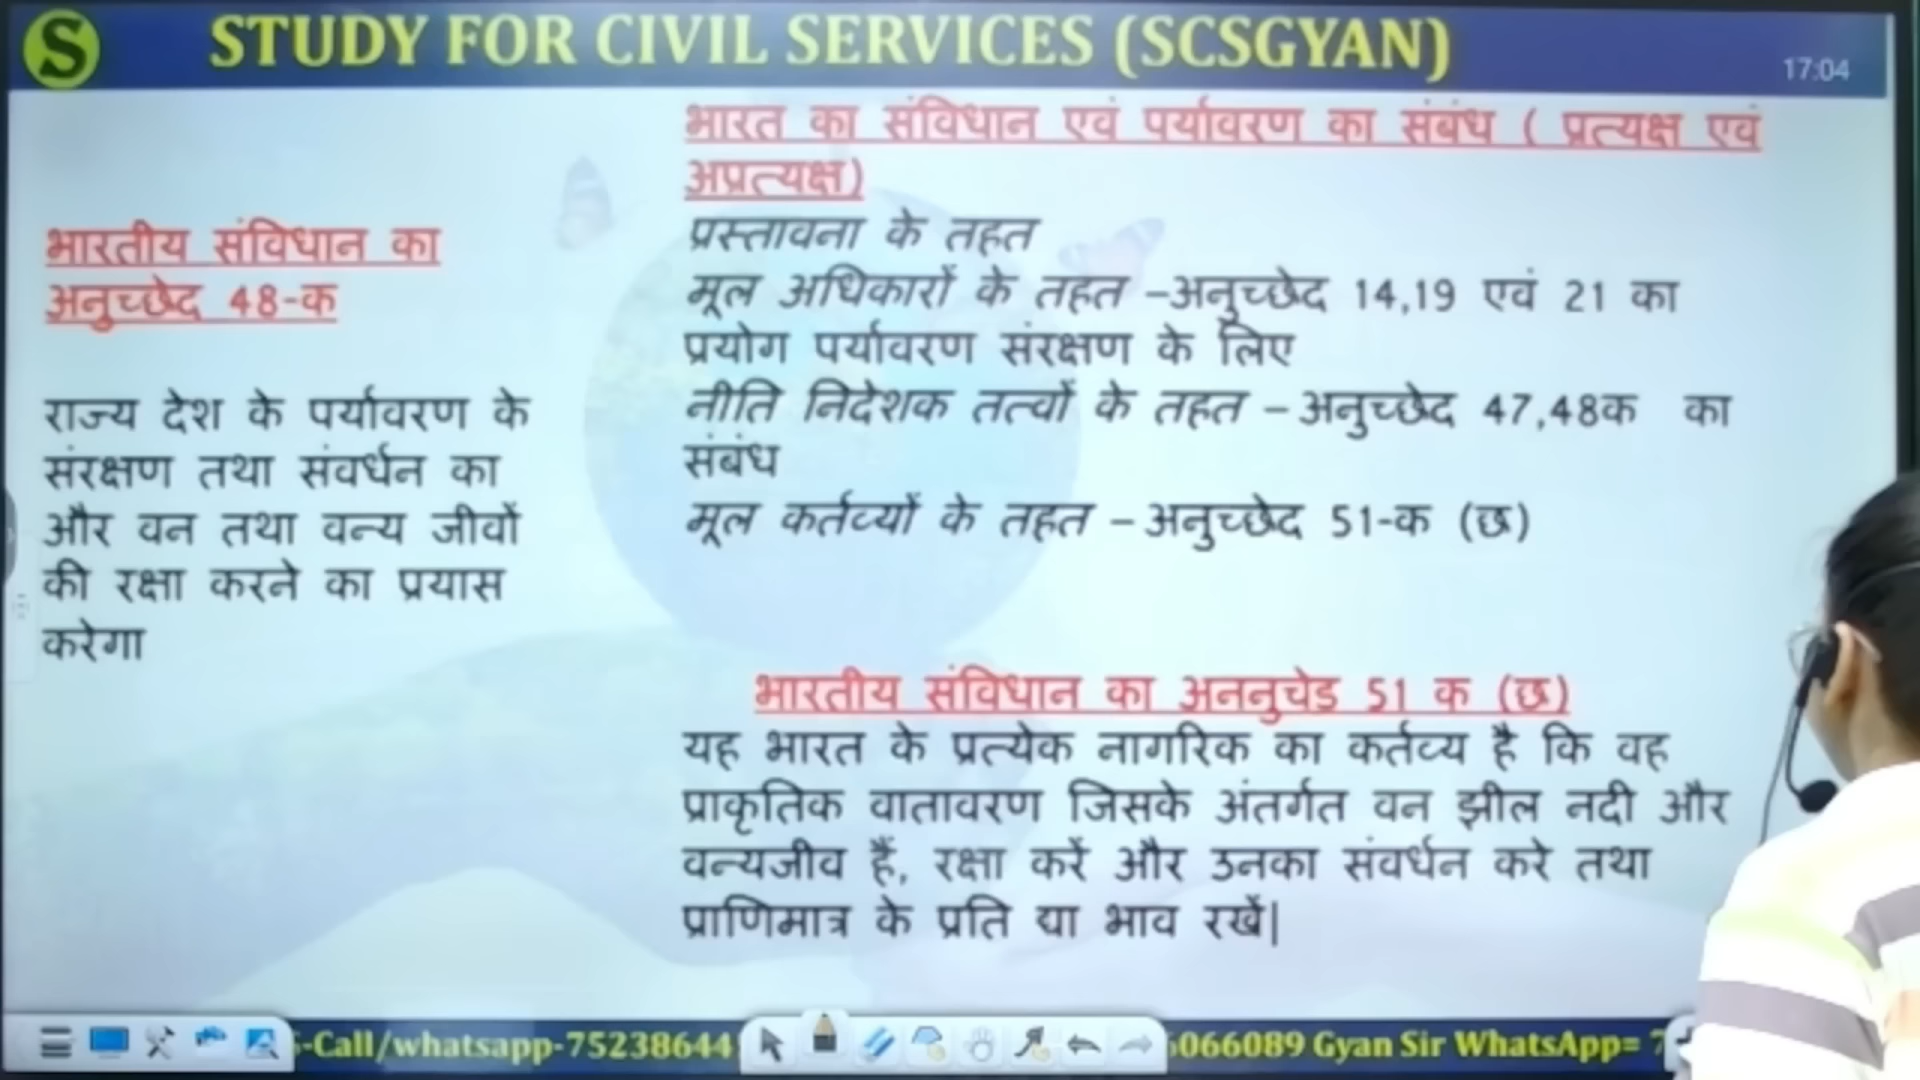 S
STUDY FOR CIVIL SERVICES (SCSGYAN)
17:04
भारतीय संविधान का
अनुच्छेद 48-क
राज्य देश के पर्यावरण के
संरक्षण तथा संवर्धन का
और वन तथा वन्य जीवों
की रक्षा करने का प्रयास
करेगा
भारत का संविधान एवं पर्यावरण का संबंध ( प्रत्यक्ष एवं
अप्रत्यक्ष)
प्रस्तावना के तहत
मूल अधिकारों के तहत –अनुच्छेद 14,19 एवं 21 का
प्रयोग पर्यावरण संरक्षण के लिए
नीति निदेशक तत्वों के तहत – अनुच्छेद 47,48क का
संबंध
मूल कर्तव्यों के तहत – अनुच्छेद 51-क (छ)
भारतीय संविधान का अननुचेड 51 क (छ)
यह भारत के प्रत्येक नागरिक का कर्तव्य है कि वह
प्राकृतिक वातावरण जिसके अंतर्गत वन झील नदी और
वन्यजीव हैं, रक्षा करें और उनका संवर्धन करे तथा
प्राणिमात्र के प्रति द्या भाव रखें|
-Call/whatsapp-75238644
066089 Gyan Sir WhatsApp= 7